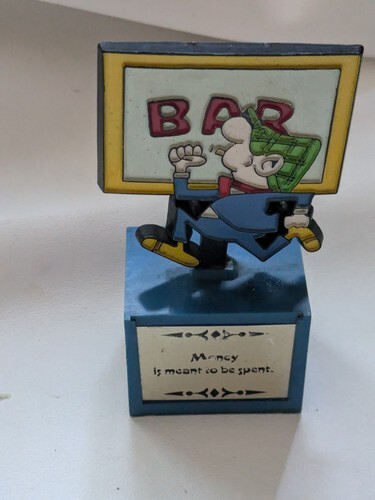 BAR
Money
is meant to be spent.